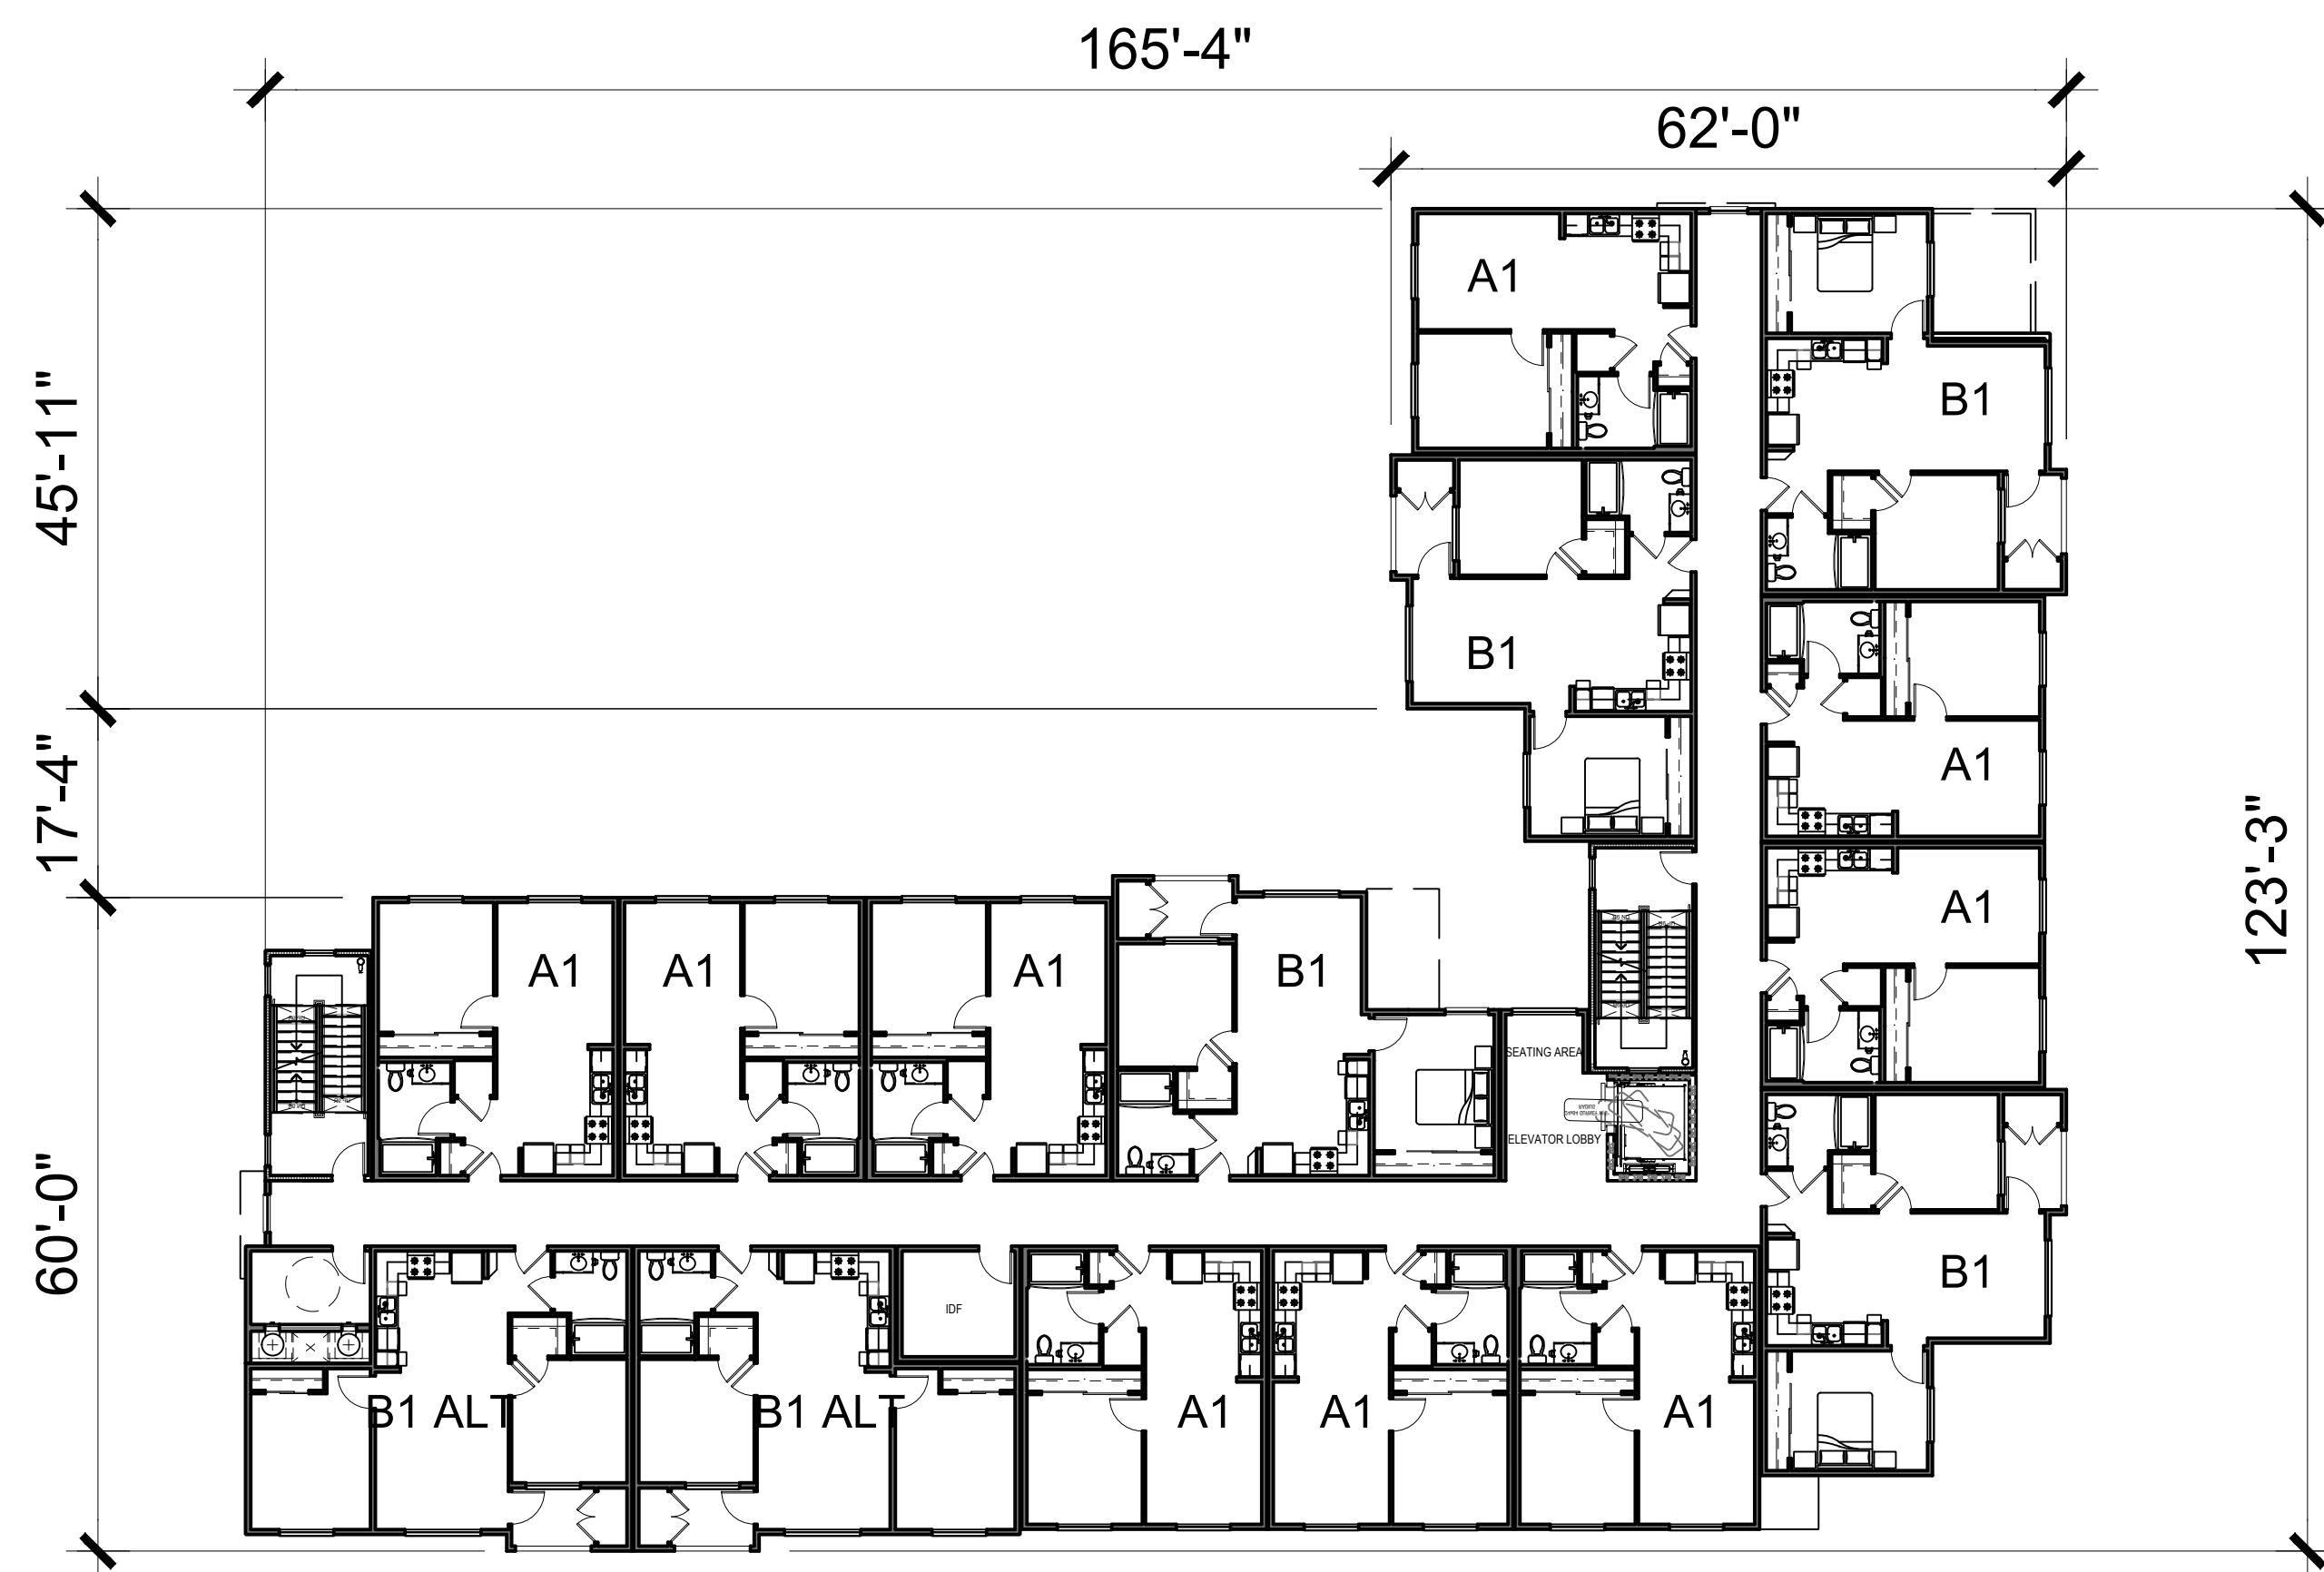 165'-4"
62'-0"
A1
45'-11"
B1
B1
17'-4"
A1
123'-3"
A1
A1
A1
A1
B1
SEATING AREA
ELEVATOR LOBBY
60'-0"
B1
IDF
B1 ALT
B1 ALT
A1
A1
A1